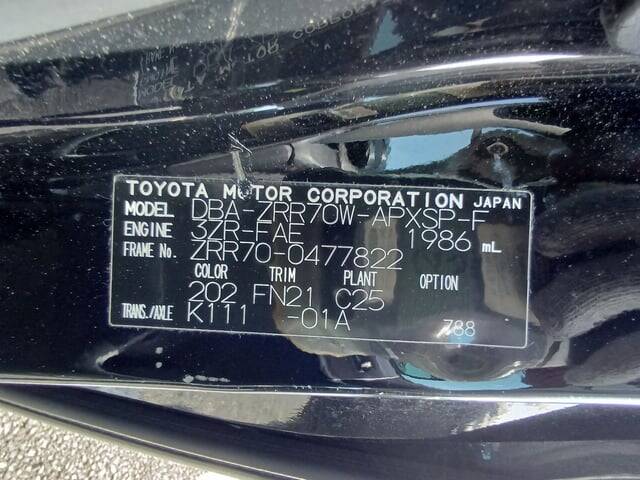 TOYOTA MOTOR CORPORATION JAPAN
MODEL DBA-ZRR70W-APXSP-F
ENGINE 3ZR-FAE 1986 mL
FRAME No. ZRR70-0477822
COLOR TRIM PLANT OPTION
202 FN21 C25
TRANS./AXLE K111 -01A 788